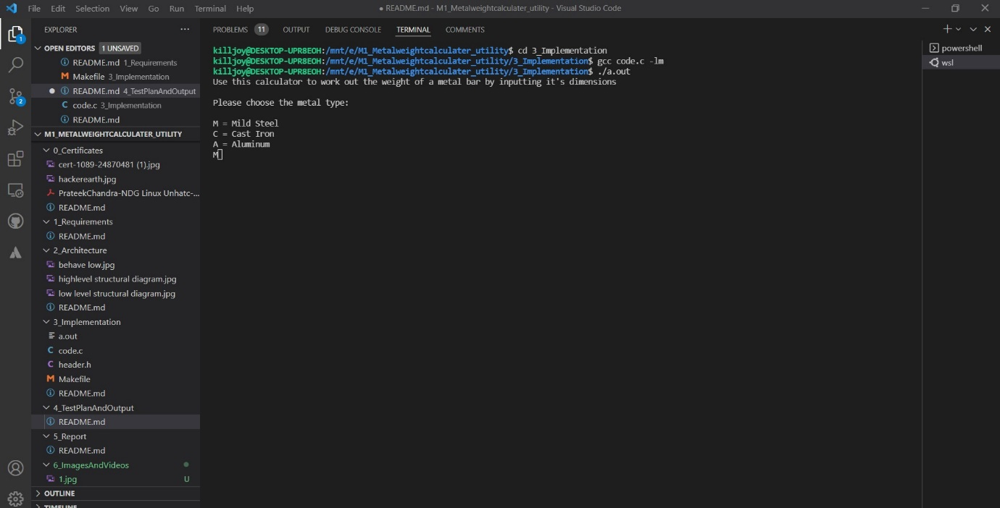 File Edit Selection View Go Run Terminal Help
● README.md - M1_Metalweightcalculater_utility - Visual Studio Code
EXPLORER
OPEN EDITORS 1 UNSAVED
README.md 1_Requirements
Makefile 3_Implementation
README.md 4_TestPlanAndOutput
code.c 3_Implementation
README.md
M1_METALWEIGHTCALCULATER_UTILITY
0_Certificates
cert-1089-24870481 (1).jpg
hackerearth.jpg
PrateekChandra-NDG Linux Unhatc-...
README.md
1_Requirements
README.md
2_Architecture
behave low.jpg
highlevel structural diagram.jpg
low level structural diagram.jpg
README.md
3_Implementation
a.out
code.c
header.h
Makefile
README.md
4_TestPlanAndOutput
README.md
5_Report
README.md
6_ImagesAndVideos
1.jpg U
OUTLINE
TIMELINE
1
2
PROBLEMS 11 OUTPUT DEBUG CONSOLE TERMINAL COMMENTS
killjoy@DESKTOP-UPR8EOH:/mnt/e/M1_Metalweightcalculater_utility$ cd 3_Implementation
killjoy@DESKTOP-UPR8EOH:/mnt/e/M1_Metalweightcalculater_utility/3_Implementation$ gcc code.c -lm
killjoy@DESKTOP-UPR8EOH:/mnt/e/M1_Metalweightcalculater_utility/3_Implementation$ ./a.out
Use this calculator to work out the weight of a metal bar by inputting it's dimensions
Please choose the metal type:
M = Mild Steel
C = Cast Iron
A = Aluminum
M
powershell
wsl